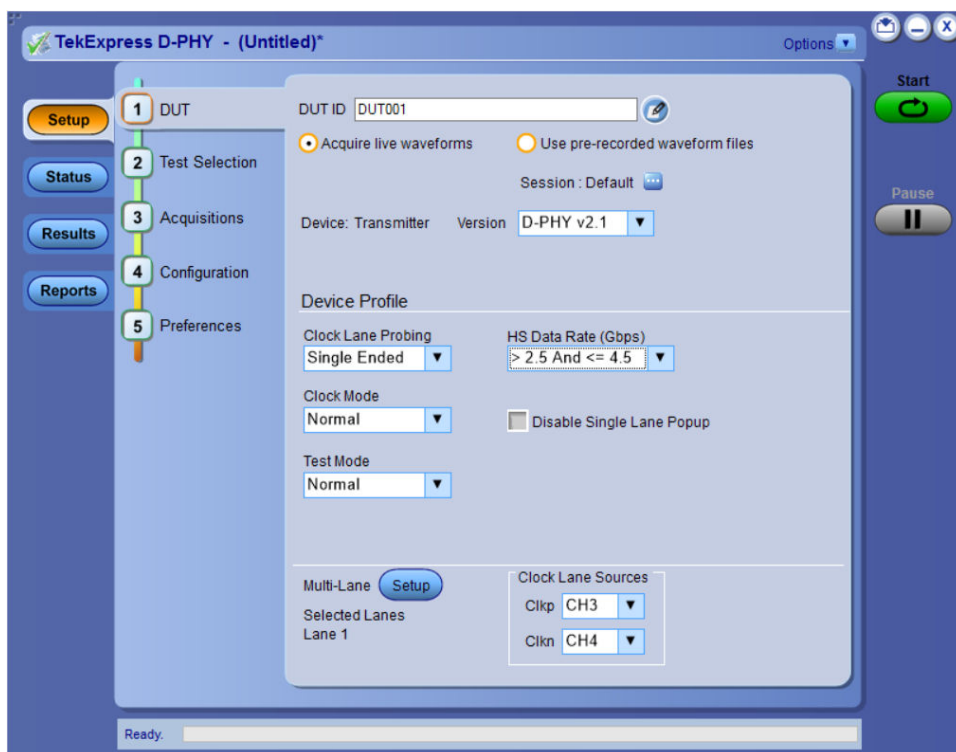 TekExpress D-PHY - (Untitled)*
Options
Start
Pause
Setup
Status
Results
Reports
1 DUT
2 Test Selection
3 Acquisitions
4 Configuration
5 Preferences
DUT ID DUT001
Acquire live waveforms
Use pre-recorded waveform files
Session : Default
Device: Transmitter Version D-PHY v2.1
Device Profile
Clock Lane Probing
Single Ended
HS Data Rate (Gbps)
> 2.5 And <= 4.5
Clock Mode
Normal
Disable Single Lane Popup
Test Mode
Normal
Multi-Lane Setup
Selected Lanes
Lane 1
Clock Lane Sources
Clkp CH3
Clkn CH4
Ready.